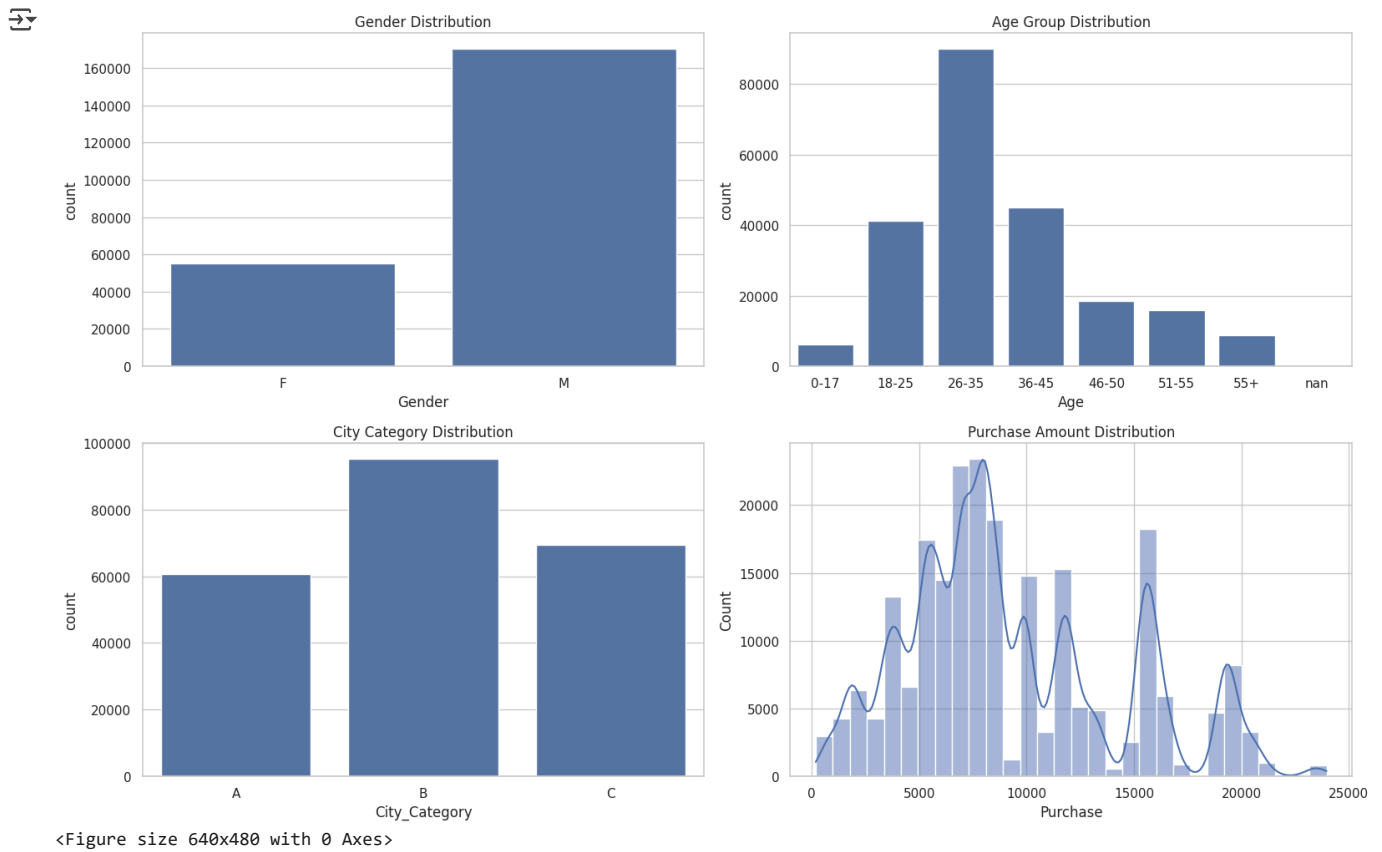 Gender Distribution
160000
140000
120000
100000
80000
60000
40000
20000
0
count
F M
Gender
Age Group Distribution
80000
60000
40000
20000
0
count
0-17 18-25 26-35 36-45 46-50 51-55 55+ nan
Age
City Category Distribution
100000
80000
60000
40000
20000
0
count
A B C
City_Category
Purchase Amount Distribution
20000
15000
10000
5000
0
Count
0 5000 10000 15000 20000 25000
Purchase
<Figure size 640x480 with 0 Axes>